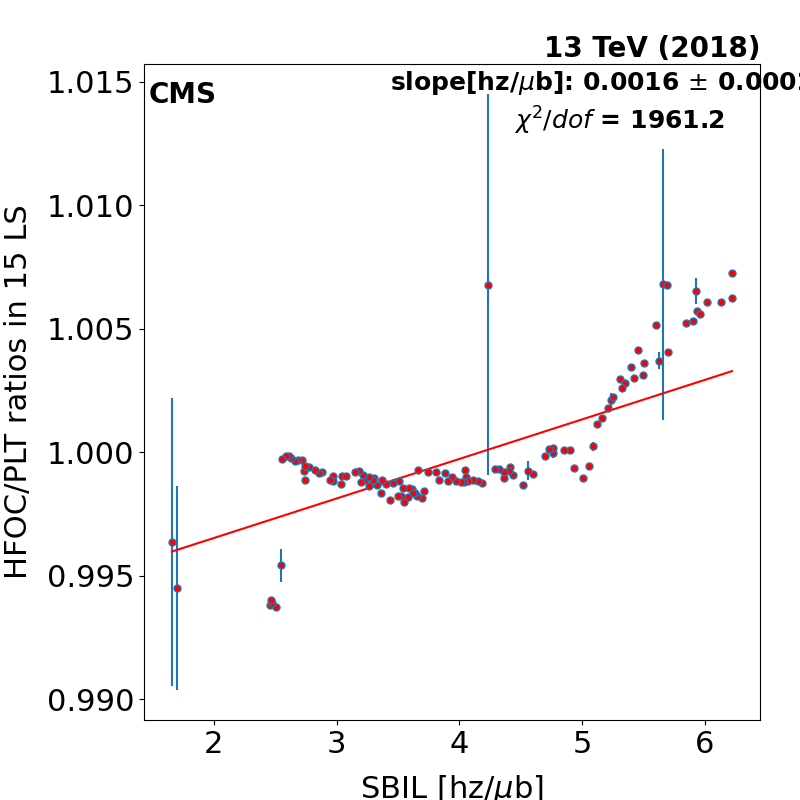 13 TeV (2018)
CMS
slope[hz/μb]: 0.0016 ± 0.000
χ²/dof = 1961.2
HFOC/PLT ratios in 15 LS
1.015
1.010
1.005
1.000
0.995
0.990
2 3 4 5 6
SBIL [hz/μb]